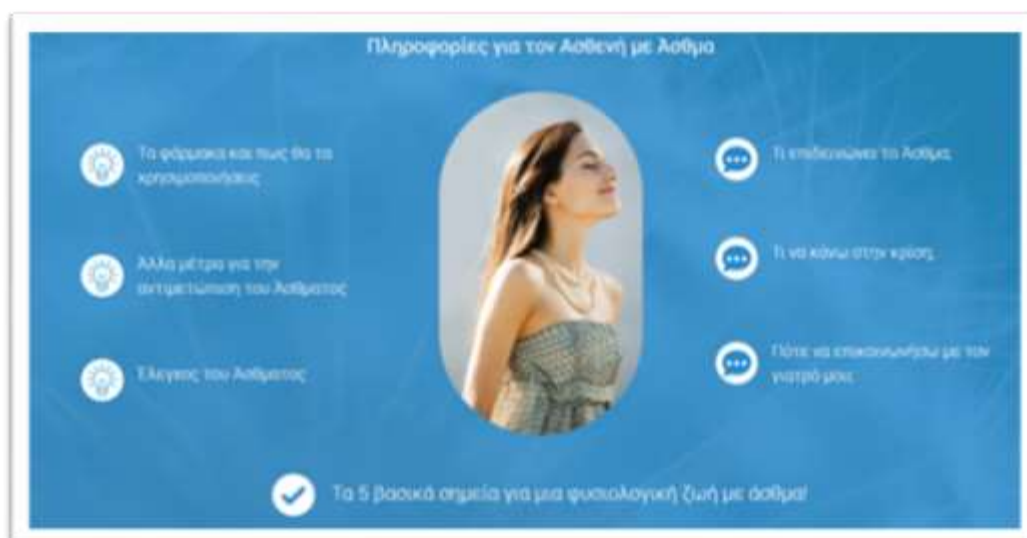 Πληροφορίες για τον Ασθενή με Άσθμα
Τα φάρμακα και πως θα τα
χρησιμοποιήσεις
Άλλα μέτρα για την
αντιμετώπιση του Άσθματος
Έλεγχος του Άσθματος
Τι επιδεινώνει το Άσθμα;
Τι να κάνω στην κρίση;
Πότε να επικοινωνήσω με τον
γιατρό μου;
Τα 5 βασικά σημεία για μια φυσιολογική ζωή με άσθμα!